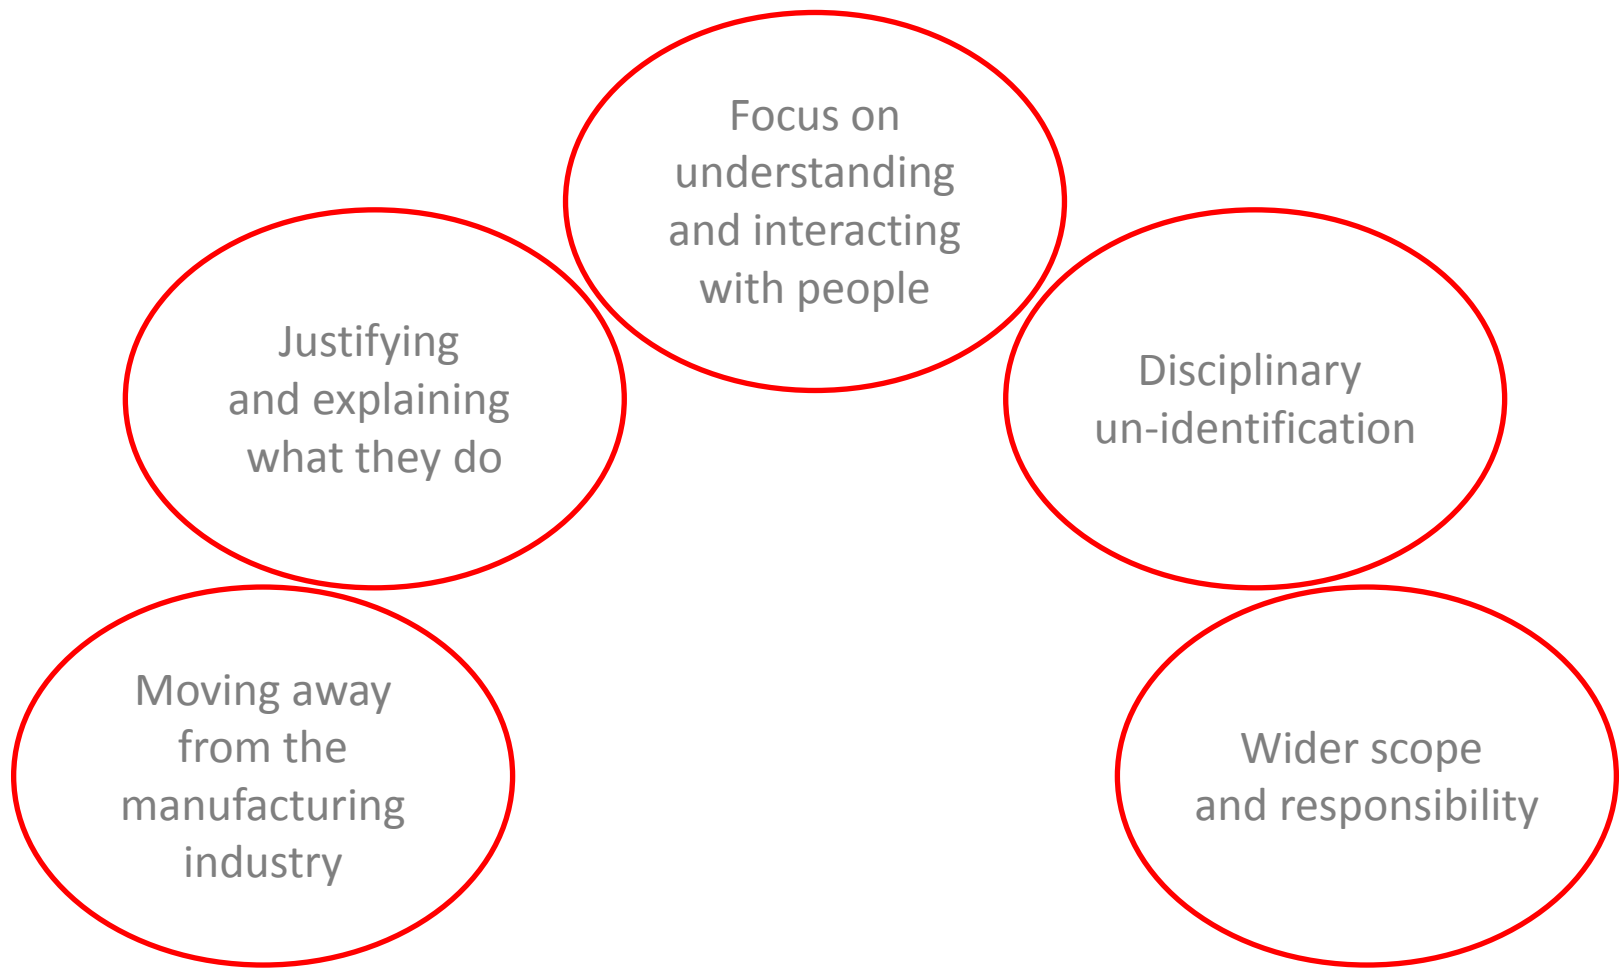 Focus on
understanding
and interacting
with people
Justifying
and explaining
what they do
Disciplinary
un-identification
Moving away
from the
manufacturing
industry
Wider scope
and responsibility